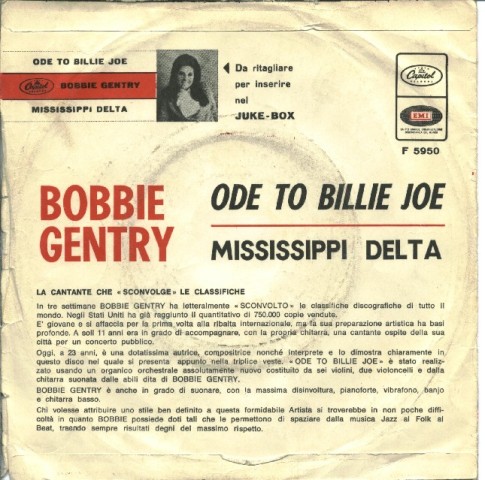 ODE TO BILLIE JOE
BOBBIE GENTRY
MISSISSIPPI DELTA
Da ritagliare
per inserire
nel
JUKE-BOX
Capitol
EMI
F 5950
BOBBIE
GENTRY
ODE TO BILLIE JOE
MISSISSIPPI DELTA
LA CANTANTE CHE «SCONVOLGE» LE CLASSIFICHE
In tre settimane BOBBIE GENTRY ha letteralmente «SCONVOLTO» le classifiche discografiche di tutto il
mondo. Negli Stati Uniti ha già raggiunto il quantitativo di 750.000 copie vendute.
E' giovane e si affaccia per la prima volta alla ribalta internazionale, ma la sua preparazione artistica ha basi
profonde. A soli 11 anni era in grado di accompagnare, con la propria chitarra, una cantante ospite della sua
città per un concerto pubblico.
Oggi, a 23 anni, è una dotatissima autrice, compositrice nonché interprete e lo dimostra chiaramente in
questo disco nel quale si presenta appunto nella triplice veste. «ODE TO BILLIE JOE» è stato realiz-
zato usando un organico orchestrale assolutamente nuovo costituito da sei violini, due violoncelli e dalla
chitarra suonata dalle abili dita di BOBBIE GENTRY.
BOBBIE GENTRY è anche in grado di suonare, con la massima disinvoltura, pianoforte, vibrafono, banjo
e chitarra basso.
Chi volesse attribuire uno stile ben definito a questa formidabile Artista si troverebbe in non poche diffi-
coltà in quanto BOBBIE possiede doti tali che le permettono di spaziare dalla musica Jazz al Folk al
Beat, traendo sempre risultati degni del massimo rispetto.